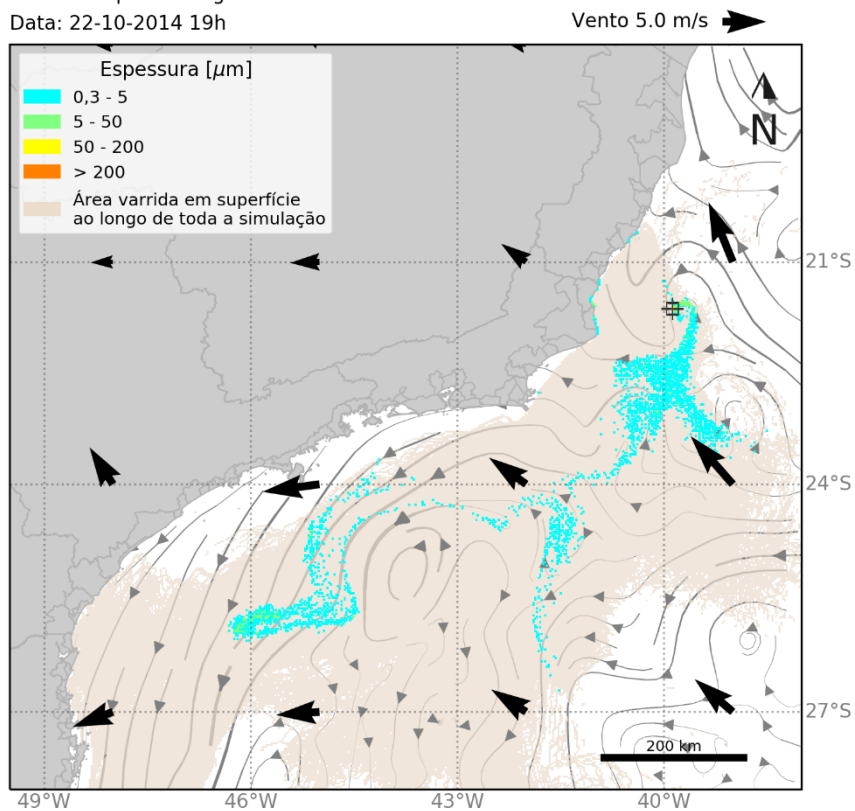 Data: 22-10-2014 19h
Vento 5.0 m/s
Espessura [μm]
0,3 - 5
5 - 50
50 - 200
> 200
Área varrida em superfície
ao longo de toda a simulação
N
21°S
24°S
27°S
200 km
49°W 46°W 43°W 40°W